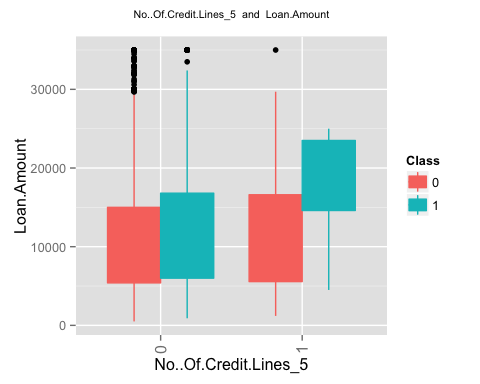 No..Of.Credit.Lines_5 and Loan.Amount
Loan.Amount
30000
20000
10000
0
0
1
No..Of.Credit.Lines_5
Class
0
1